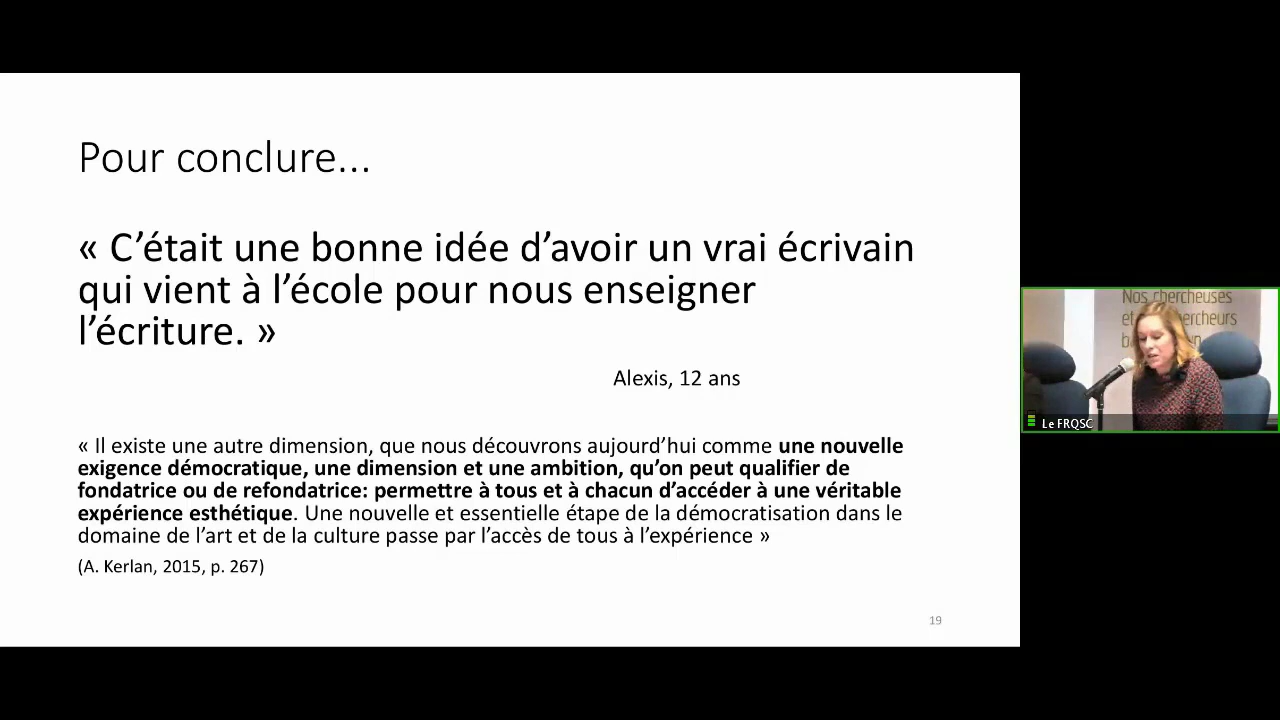 Pour conclure...
« C’était une bonne idée d’avoir un vrai écrivain
qui vient à l’école pour nous enseigner
l’écriture. »
Alexis, 12 ans
« Il existe une autre dimension, que nous découvrons aujourd’hui comme une nouvelle
exigence démocratique, une dimension et une ambition, qu’on peut qualifier de
fondatrice ou de refondatrice: permettre à tous et à chacun d’accéder à une véritable
expérience esthétique. Une nouvelle et essentielle étape de la démocratisation dans le
domaine de l’art et de la culture passe par l’accès de tous à l’expérience »
(A. Kerlan, 2015, p. 267)
19
Nos chercheuses
et
chercheurs
Le FRQSC